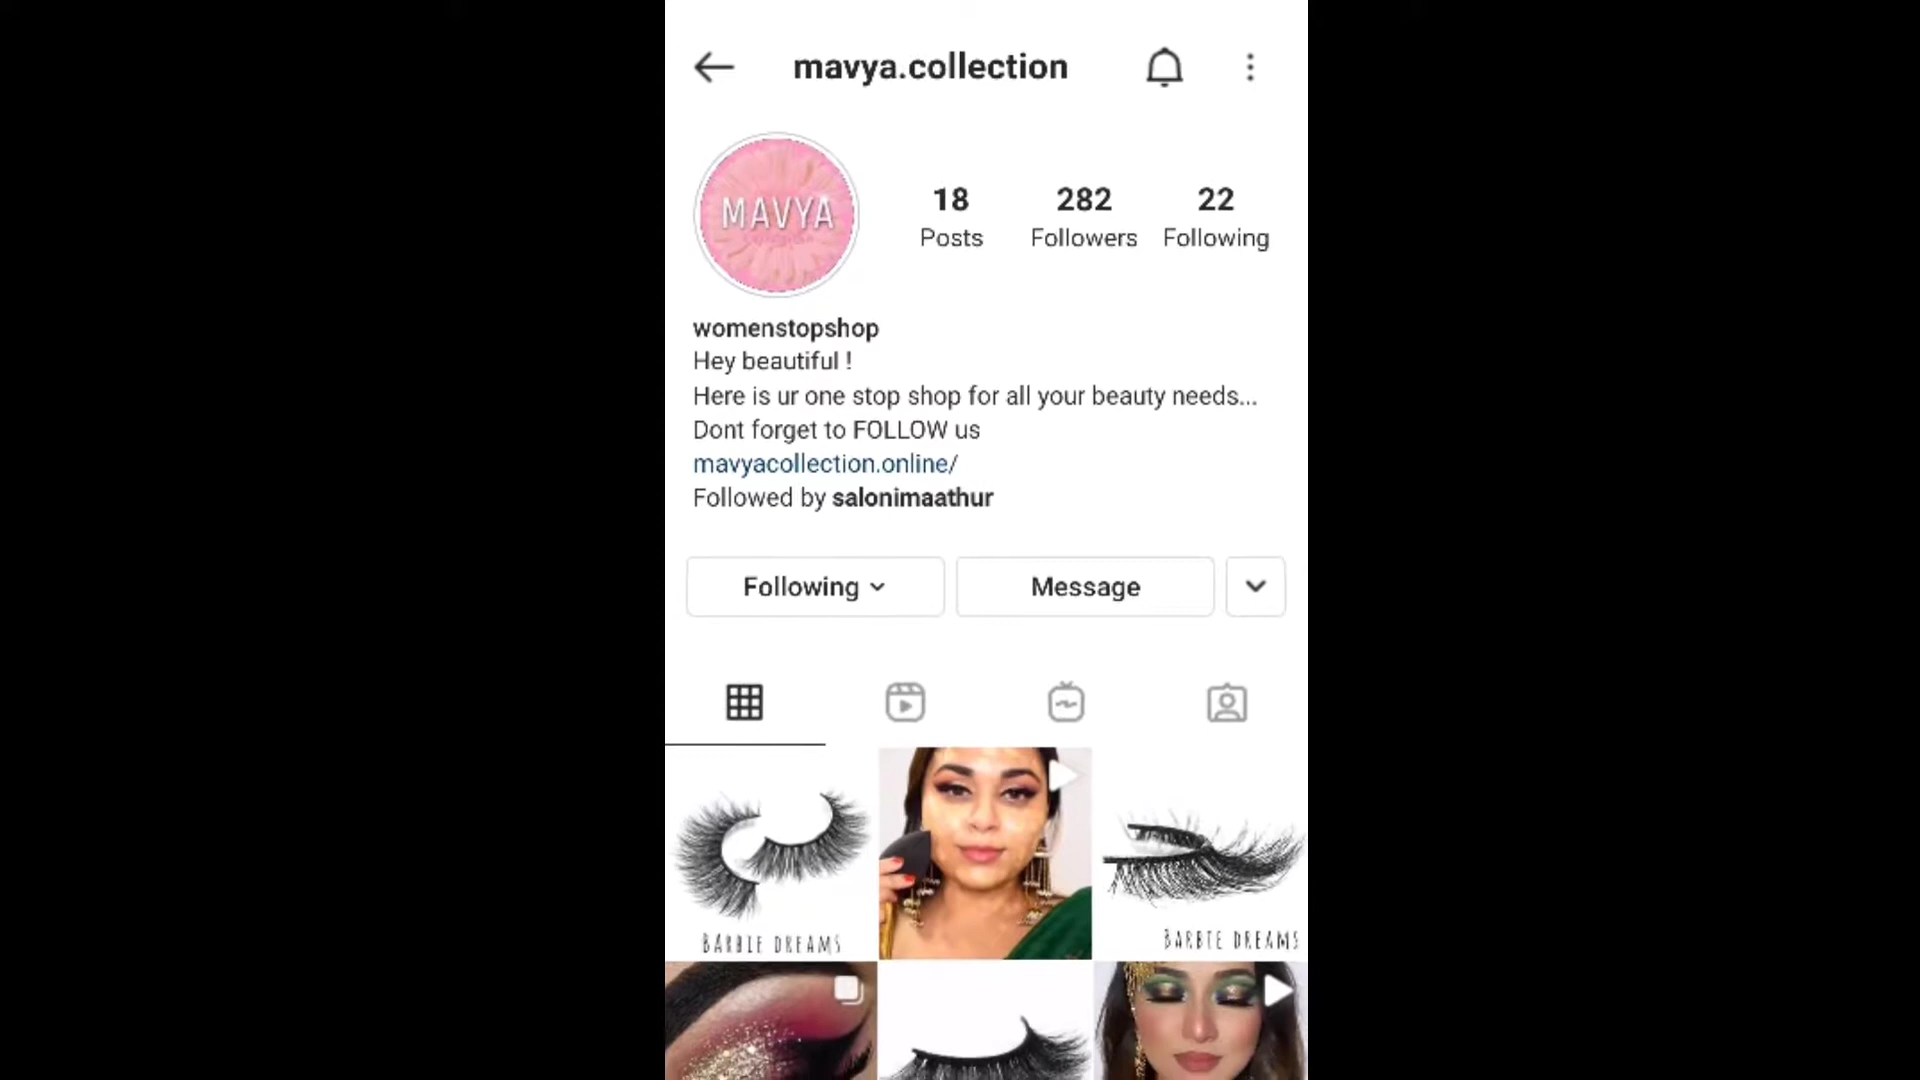 mavya.collection
MAVYA
18
Posts
282
Followers
22
Following
womenstopshop
Hey beautiful !
Here is ur one stop shop for all your beauty needs...
Dont forget to FOLLOW us
mavyacollection.online/
Followed by salonimaathur
Following
Message
BARBIE DREAMS
BARBIE DREAMS